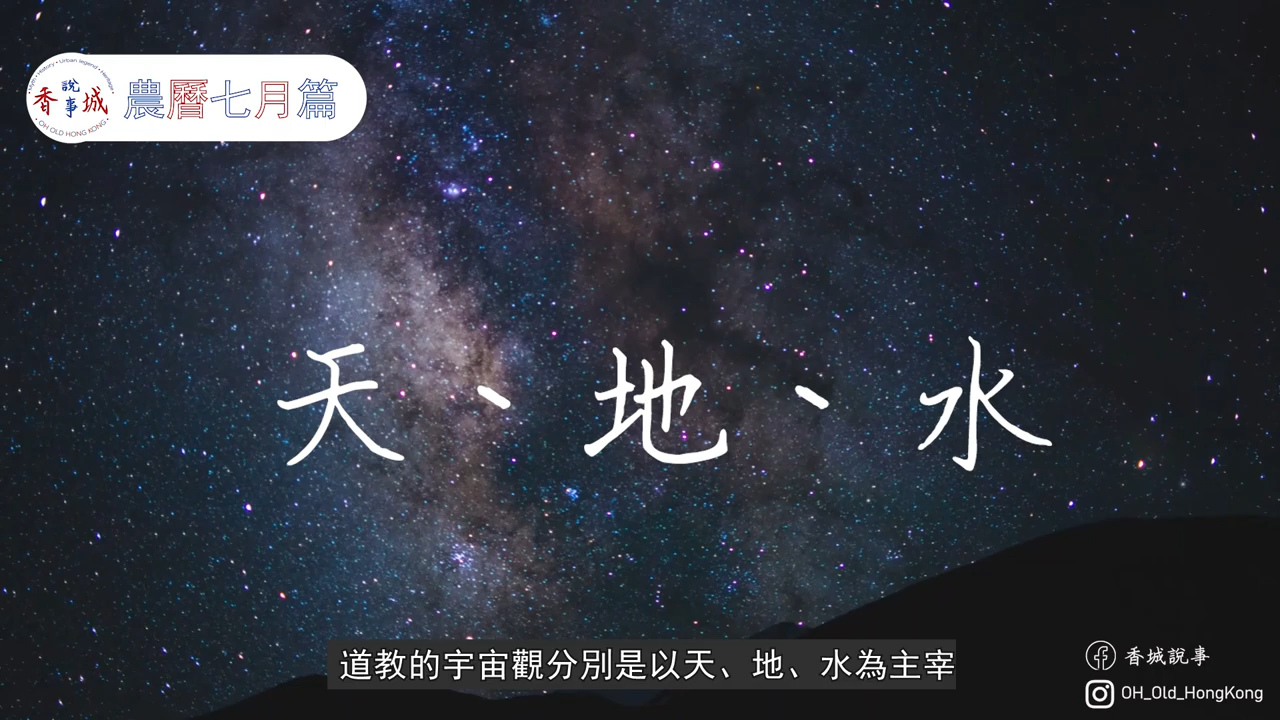 香城說事
OH OLD HONG KONG
農曆七月篇
天、地、水
道教的宇宙觀分別是以天、地、水為主宰
香城說事
OH_Old_HongKong